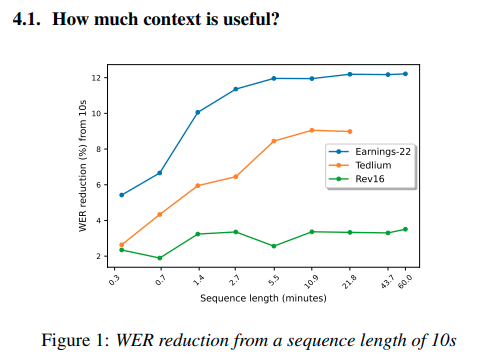 4.1. How much context is useful?
12
10
8
6
4
2
WER reduction (%) from 10s
Earnings-22
Tedlium
Rev16
0.3
0.7
1.4
2.7
5.5
10.9
21.8
43.7
60.0
Sequence length (minutes)
Figure 1: WER reduction from a sequence length of 10s